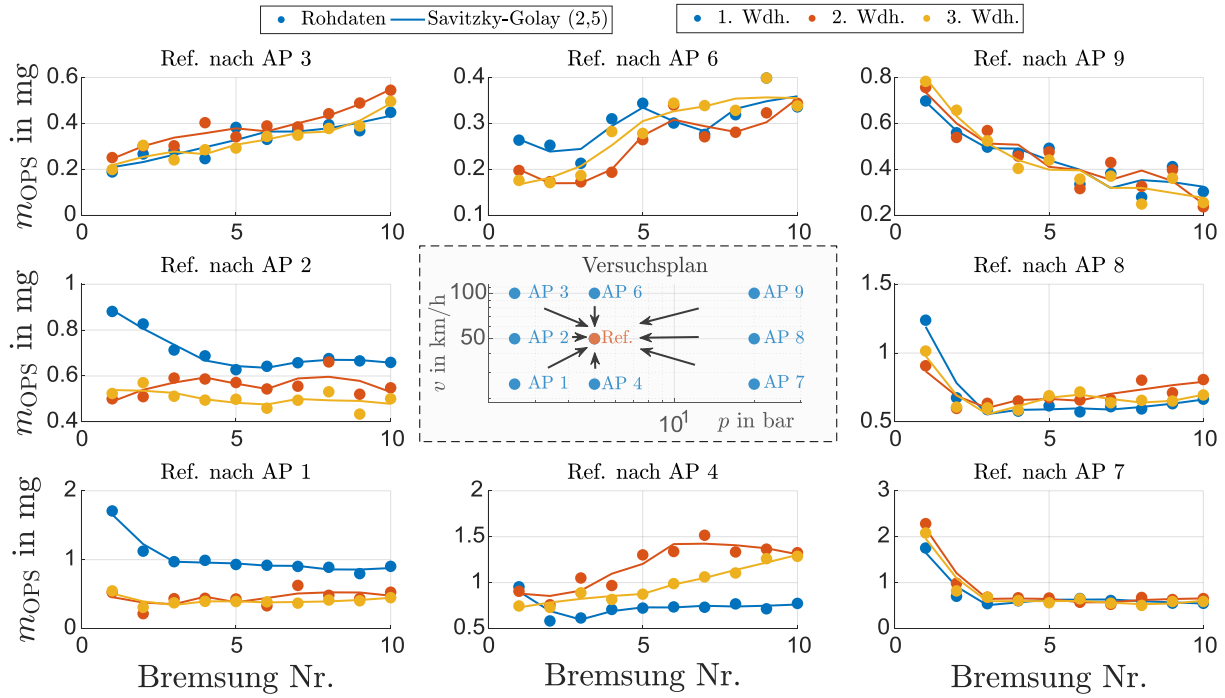 Rohdaten Savitzky-Golay (2,5) 1. Wdh. 2. Wdh. 3. Wdh.
Ref. nach AP 3 Ref. nach AP 6 Ref. nach AP 9
m_OPS in mg
0.6
0.4
0.2
0
0 5 10
0.4
0.3
0.2
0.1
0 5 10
0.8
0.6
0.4
0.2
0 5 10
Ref. nach AP 2 Versuchsplan Ref. nach AP 8
m_OPS in mg
1
0.8
0.6
0.4
0 5 10
v in km/h
100
50
AP 3 AP 6 AP 9
AP 2 Ref. AP 8
AP 1 AP 4 AP 7
10¹
p in bar
1.5
1
0.5
0 5 10
Ref. nach AP 1 Ref. nach AP 4 Ref. nach AP 7
m_OPS in mg
2
1
0
0 5 10
2
1.5
1
0.5
0 5 10
3
2
1
0
0 5 10
Bremsung Nr. Bremsung Nr. Bremsung Nr.